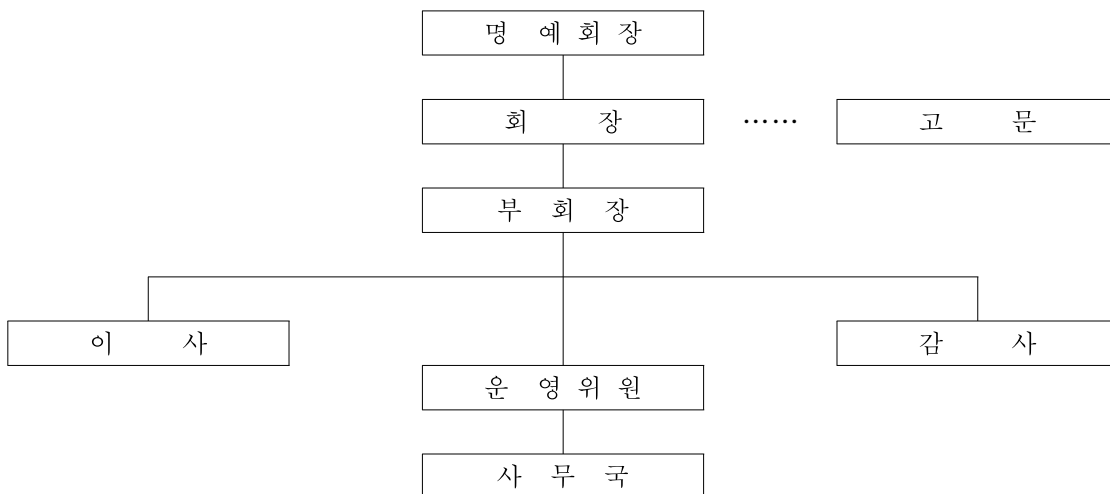 명 예 회 장
회 장 …… 고 문
부 회 장
이 사 감 사
운 영 위 원
사 무 국